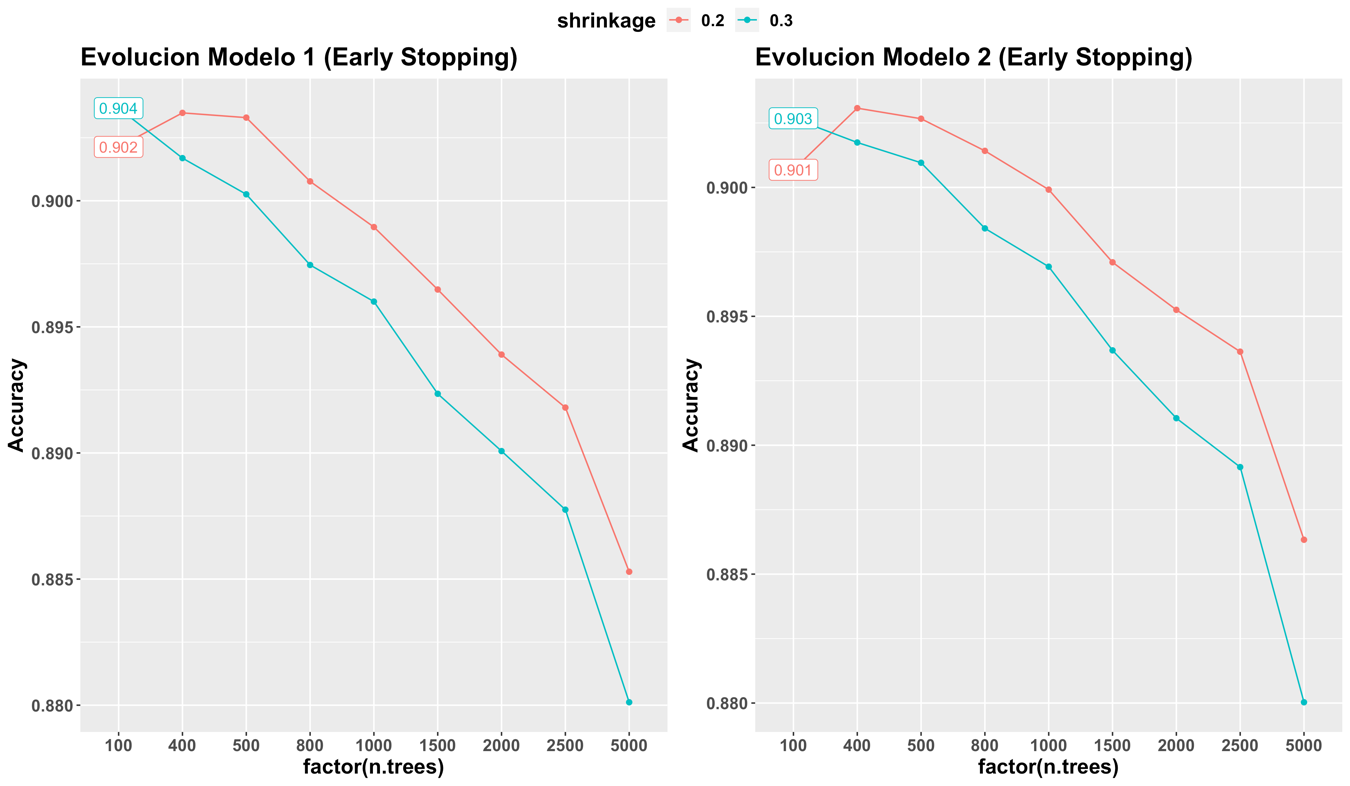 shrinkage 0.2 0.3
Evolucion Modelo 1 (Early Stopping)
0.904
0.902
0.900
0.895
0.890
0.885
0.880
Accuracy
100 400 500 800 1000 1500 2000 2500 5000
factor(n.trees)
Evolucion Modelo 2 (Early Stopping)
0.903
0.901
0.900
0.895
0.890
0.885
0.880
Accuracy
100 400 500 800 1000 1500 2000 2500 5000
factor(n.trees)